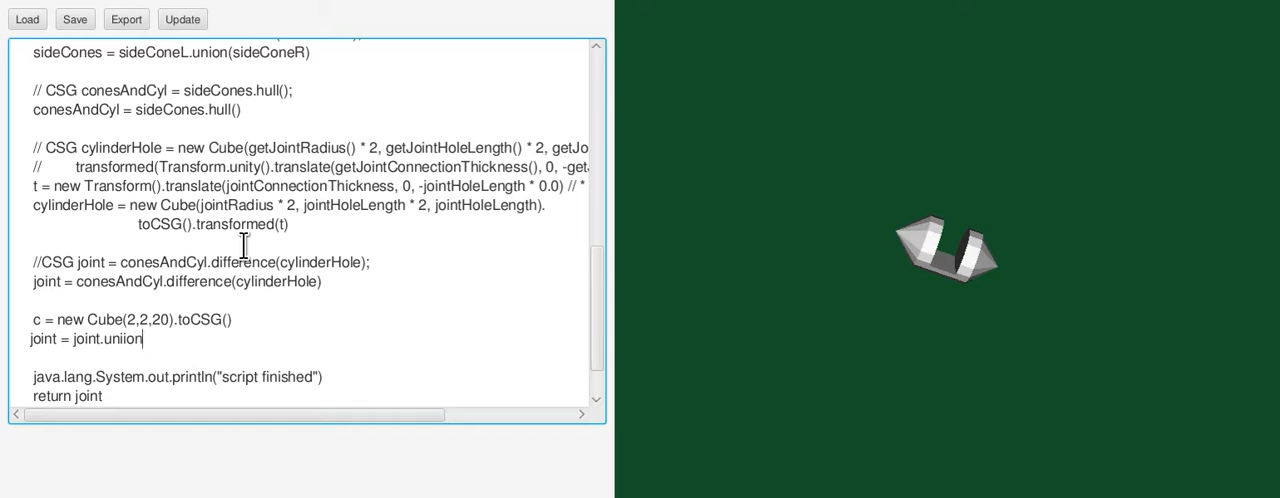 Load Save Export Update
sideCones = sideConeL.union(sideConeR)
// CSG conesAndCyl = sideCones.hull();
conesAndCyl = sideCones.hull()
// CSG cylinderHole = new Cube(getJointRadius() * 2, getJointHoleLength() * 2, getJo
// transformed(Transform.unity().translate(getJointConnectionThickness(), 0, -get
t = new Transform().translate(jointConnectionThickness, 0, -jointHoleLength * 0.0) // *
cylinderHole = new Cube(jointRadius * 2, jointHoleLength * 2, jointHoleLength).
toCSG().transformed(t)
//CSG joint = conesAndCyl.difference(cylinderHole);
joint = conesAndCyl.difference(cylinderHole)
c = new Cube(2,2,20).toCSG()
joint = joint.uniion
java.lang.System.out.println("script finished")
return joint